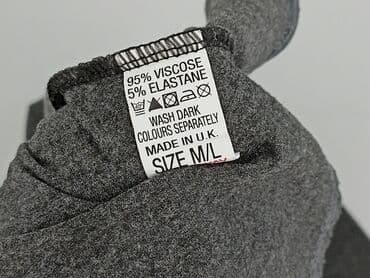 95% VISCOSE
5% ELASTANE
WASH DARK
COLOURS SEPARATELY
MADE IN U.K.
SIZE M/L